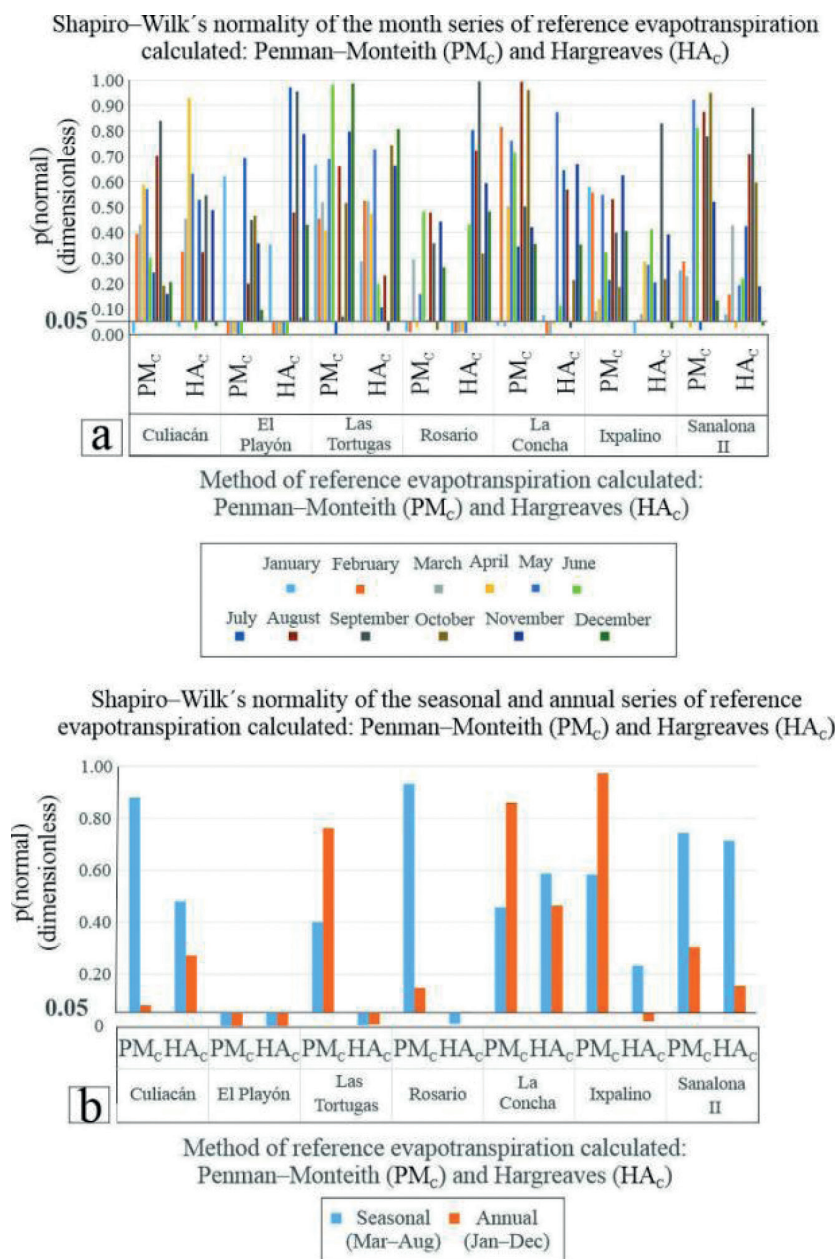 Shapiro–Wilk´s normality of the month series of reference evapotranspiration
calculated: Penman–Monteith (PMc) and Hargreaves (HAc)
p(normal)
(dimensionless)
1.00
0.90
0.80
0.70
0.60
0.50
0.40
0.30
0.20
0.10
0.05
0.00
PMc HAc PMc HAc PMc HAc PMc HAc PMc HAc PMc HAc PMc HAc
Culiacán El Playón Las Tortugas Rosario La Concha Ixpalino Sanalona II
a
Method of reference evapotranspiration calculated:
Penman–Monteith (PMc) and Hargreaves (HAc)
January February March April May June
July August September October November December
Shapiro–Wilk´s normality of the seasonal and annual series of reference
evapotranspiration calculated: Penman–Monteith (PMc) and Hargreaves (HAc)
p(normal)
(dimensionless)
1.00
0.80
0.60
0.40
0.20
0.05
0
PMc HAc PMc HAc PMc HAc PMc HAc PMc HAc PMc HAc PMc HAc
Culiacán El Playón Las Tortugas Rosario La Concha Ixpalino Sanalona II
b
Method of reference evapotranspiration calculated:
Penman–Monteith (PMc) and Hargreaves (HAc)
Seasonal (Mar–Aug)
Annual (Jan–Dec)